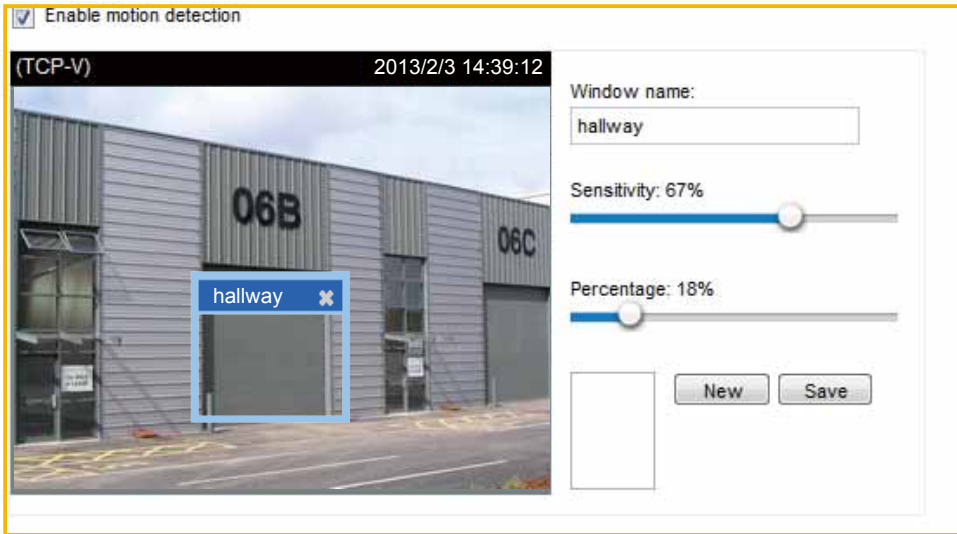 Enable motion detection
(TCP-V) 2013/2/3 14:39:12
Window name:
hallway
Sensitivity: 67%
06B
06C
hallway
Percentage: 18%
New Save